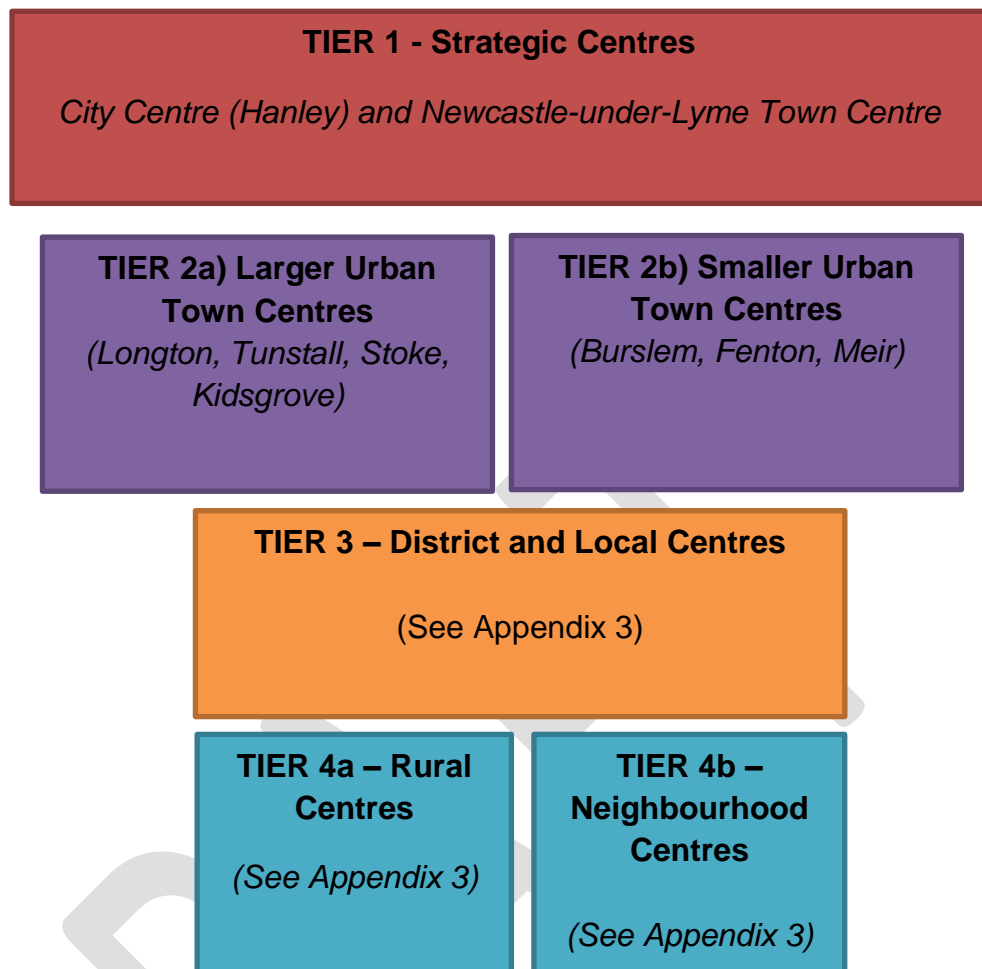 TIER 1 - Strategic Centres
City Centre (Hanley) and Newcastle-under-Lyme Town Centre
TIER 2a) Larger Urban
Town Centres
(Longton, Tunstall, Stoke,
Kidsgrove)
TIER 2b) Smaller Urban
Town Centres
(Burslem, Fenton, Meir)
TIER 3 – District and Local Centres
(See Appendix 3)
TIER 4a – Rural
Centres
(See Appendix 3)
TIER 4b –
Neighbourhood
Centres
(See Appendix 3)